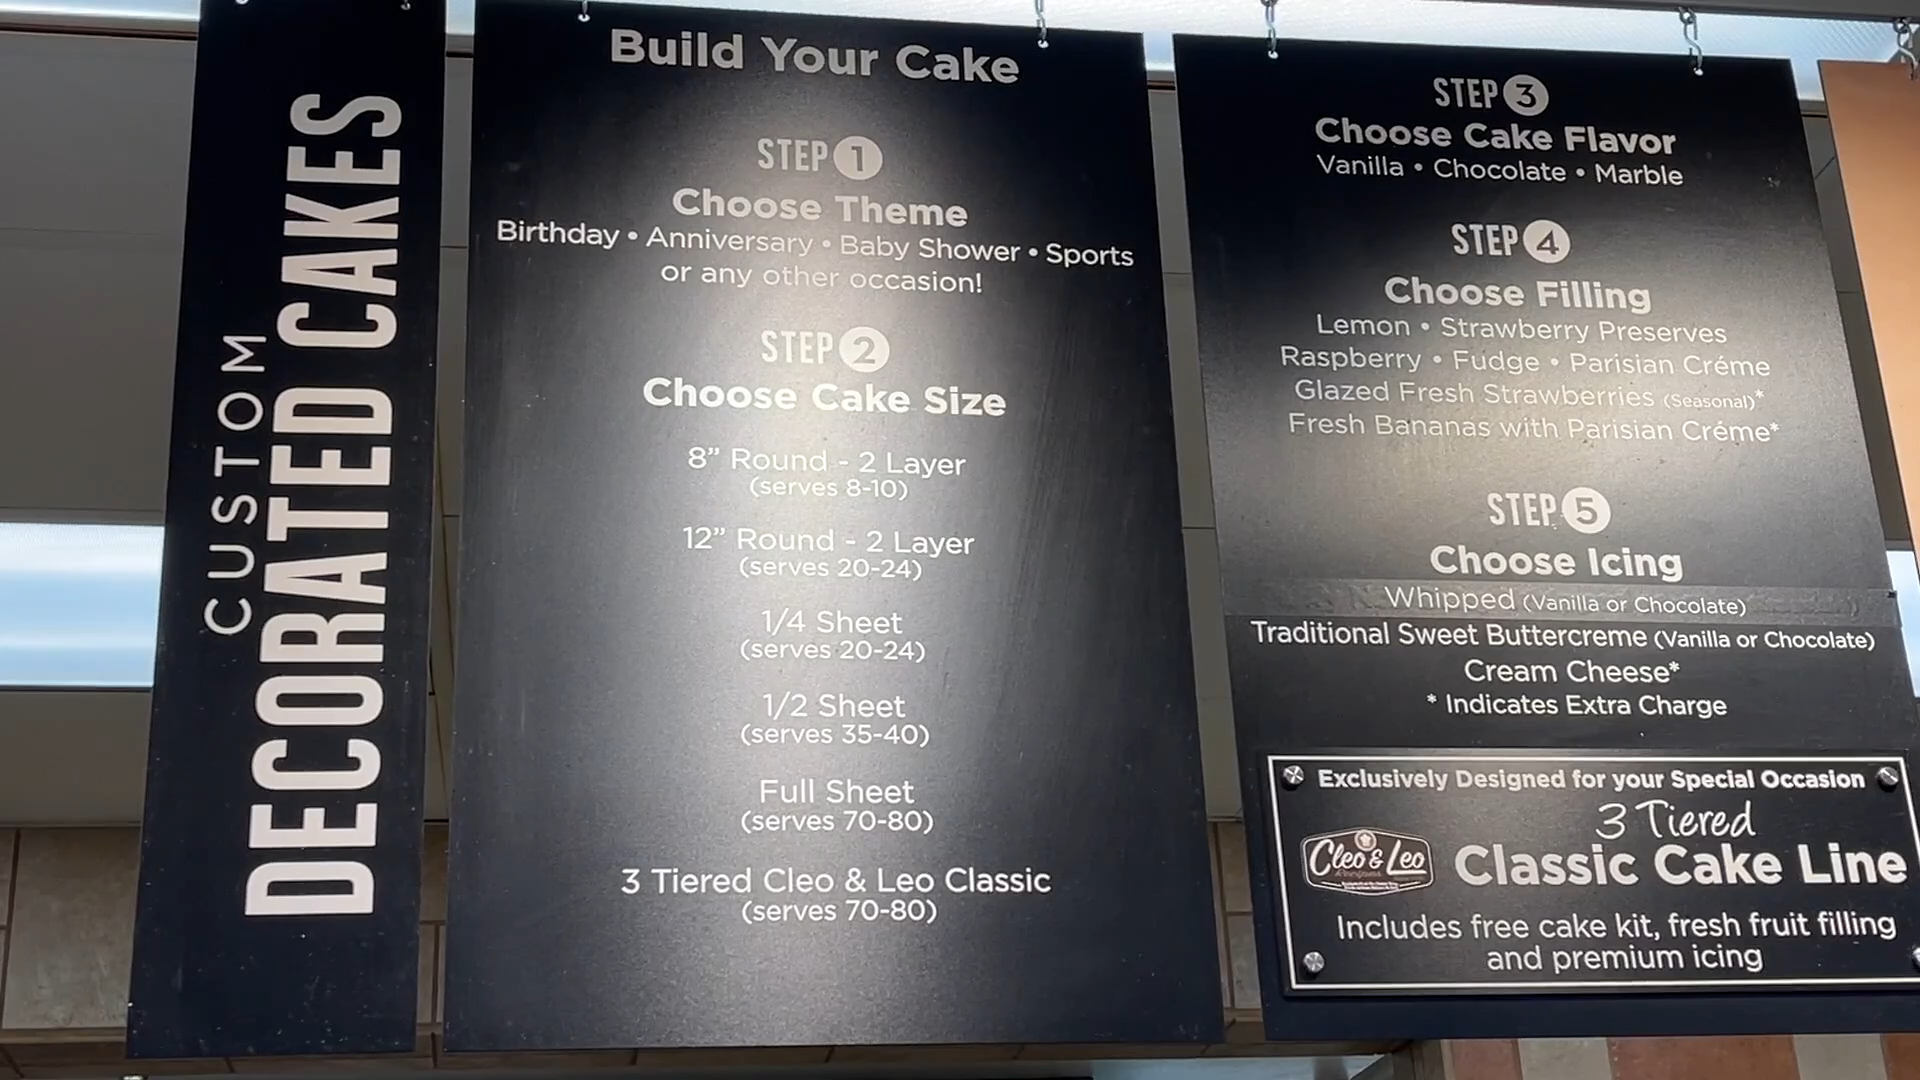 CUSTOM
DECORATED CAKES
Build Your Cake
STEP 1
Choose Theme
Birthday • Anniversary • Baby Shower • Sports
or any other occasion!
STEP 2
Choose Cake Size
8” Round - 2 Layer
(serves 8-10)
12” Round - 2 Layer
(serves 20-24)
1/4 Sheet
(serves 20-24)
1/2 Sheet
(serves 35-40)
Full Sheet
(serves 70-80)
3 Tiered Cleo & Leo Classic
(serves 70-80)
STEP 3
Choose Cake Flavor
Vanilla • Chocolate • Marble
STEP 4
Choose Filling
Lemon • Strawberry Preserves
Raspberry • Fudge • Parisian Créme
Glazed Fresh Strawberries (Seasonal)*
Fresh Bananas with Parisian Créme*
STEP 5
Choose Icing
Whipped (Vanilla or Chocolate)
Traditional Sweet Buttercreme (Vanilla or Chocolate)
Cream Cheese*
* Indicates Extra Charge
Exclusively Designed for your Special Occasion
3 Tiered
Cleo & Leo
Classic Cake Line
Includes free cake kit, fresh fruit filling
and premium icing